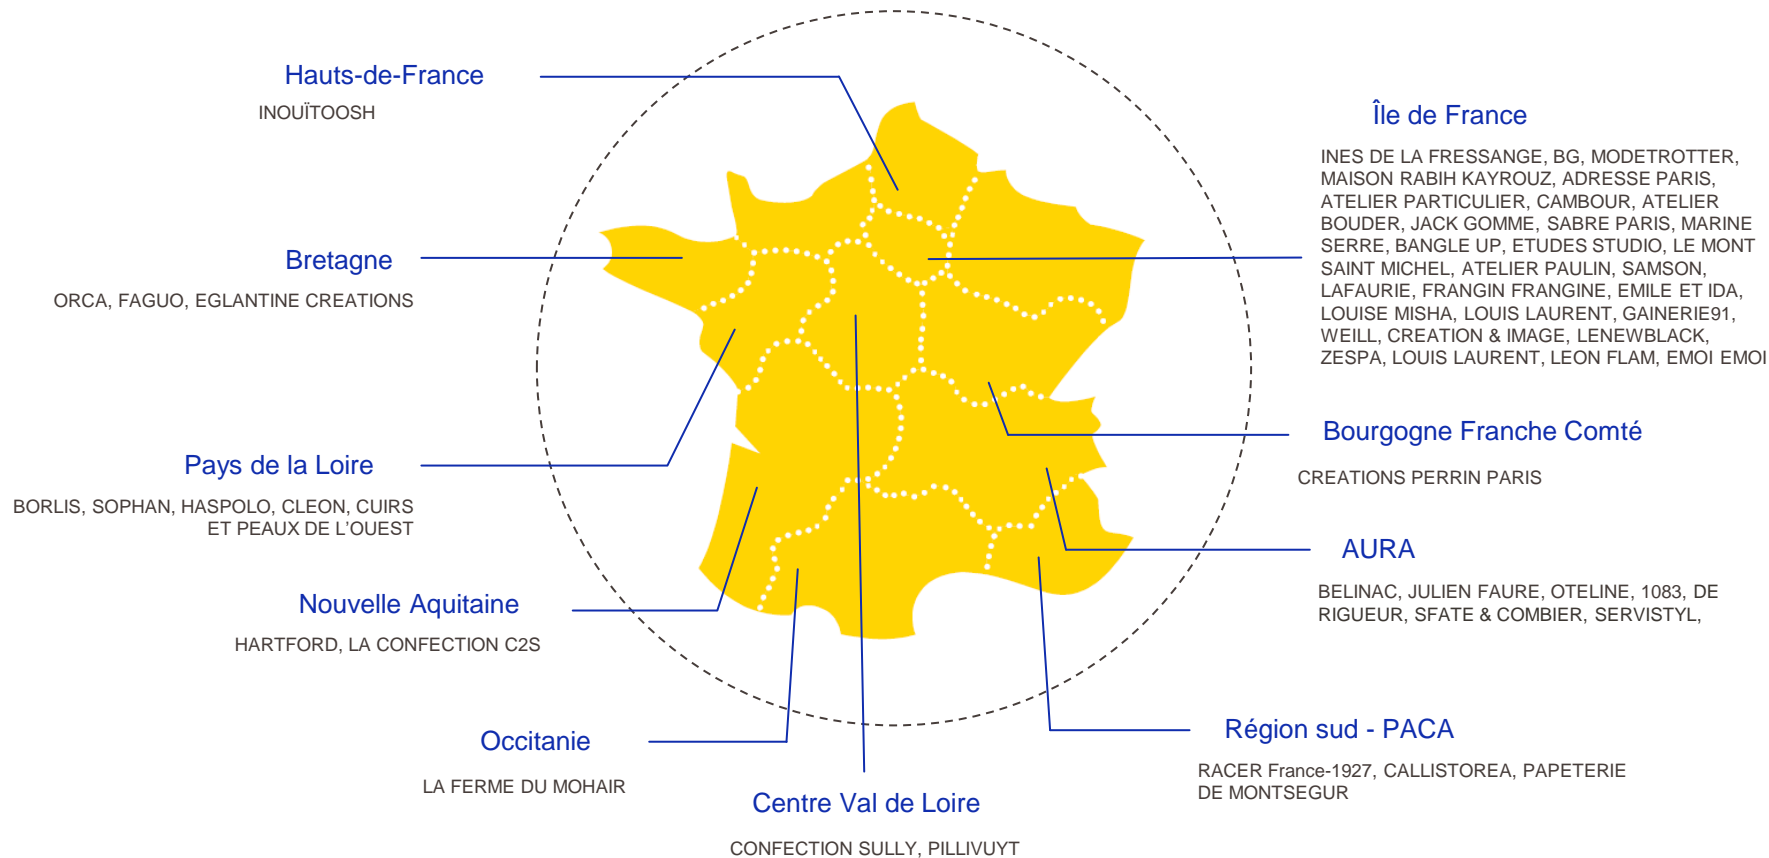 Hauts-de-France
INOUÏTOOSH
Bretagne
ORCA, FAGUO, EGLANTINE CREATIONS
Pays de la Loire
BORLIS, SOPHAN, HASPOLO, CLEON, CUIRS
ET PEAUX DE L'OUEST
Nouvelle Aquitaine
HARTFORD, LA CONFECTION C2S
Occitanie
LA FERME DU MOHAIR
Centre Val de Loire
CONFECTION SULLY, PILLIVUYT
Île de France
INES DE LA FRESSANGE, BG, MODETROTTER,
MAISON RABIH KAYROUZ, ADRESSE PARIS,
ATELIER PARTICULIER, CAMBOUR, ATELIER
BOUDER, JACK GOMME, SABRE PARIS, MARINE
SERRE, BANGLE UP, ETUDES STUDIO, LE MONT
SAINT MICHEL, ATELIER PAULIN, SAMSON,
LAFAURIE, FRANGIN FRANGINE, EMILE ET IDA,
LOUISE MISHA, LOUIS LAURENT, GAINERIE91,
WEILL, CREATION & IMAGE, LENEWBLACK,
ZESPA, LOUIS LAURENT, LEON FLAM, EMOI EMOI
Bourgogne Franche Comté
CREATIONS PERRIN PARIS
AURA
BELINAC, JULIEN FAURE, OTELINE, 1083, DE
RIGUEUR, SFATE & COMBIER, SERVISTYL,
Région sud - PACA
RACER France-1927, CALLISTOREA, PAPETERIE
DE MONTSEGUR